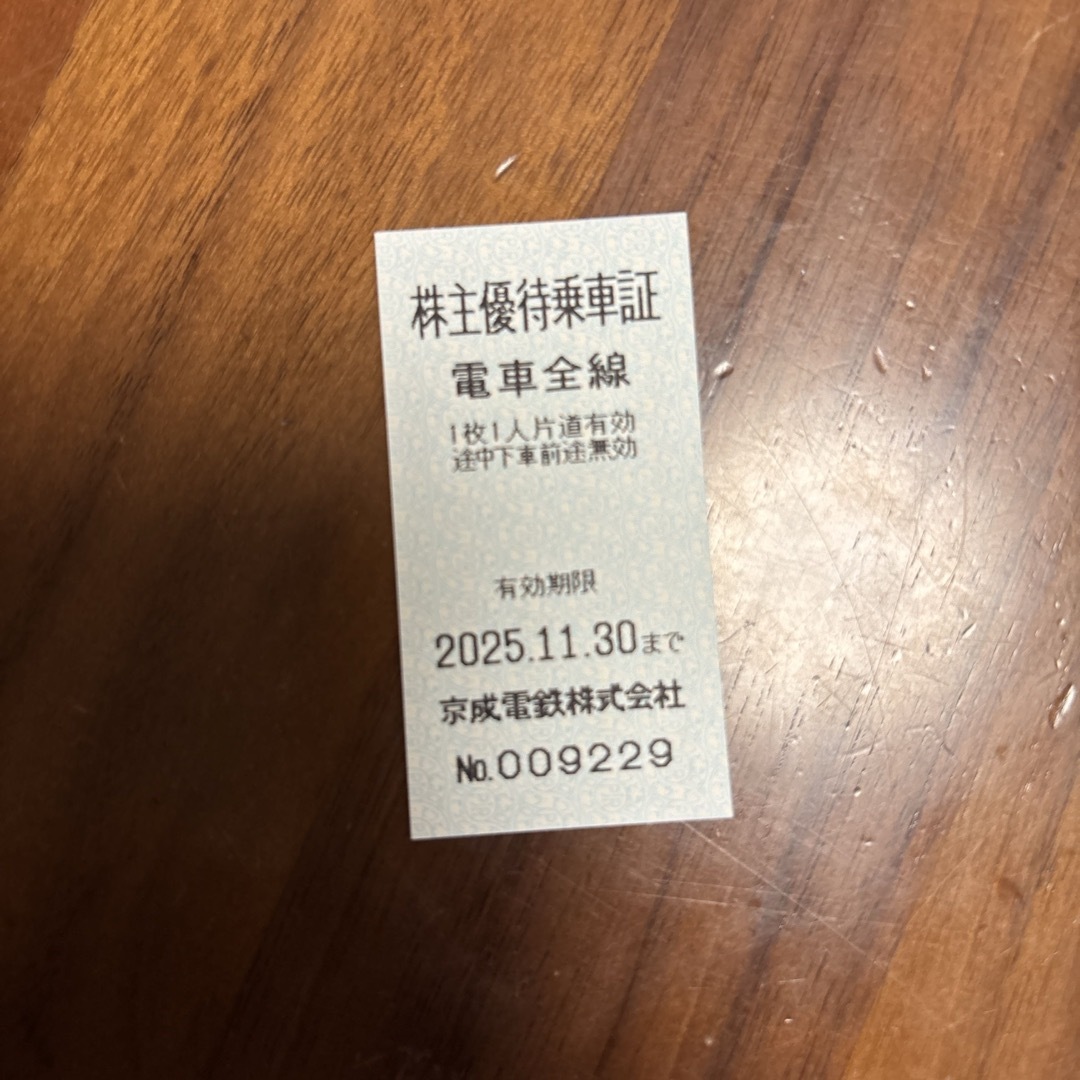 株主優待乗車証
電車全線
1枚1人片道有効
途中下車前途無効
有効期限
2025.11.30まで
京成電鉄株式会社
No.009229